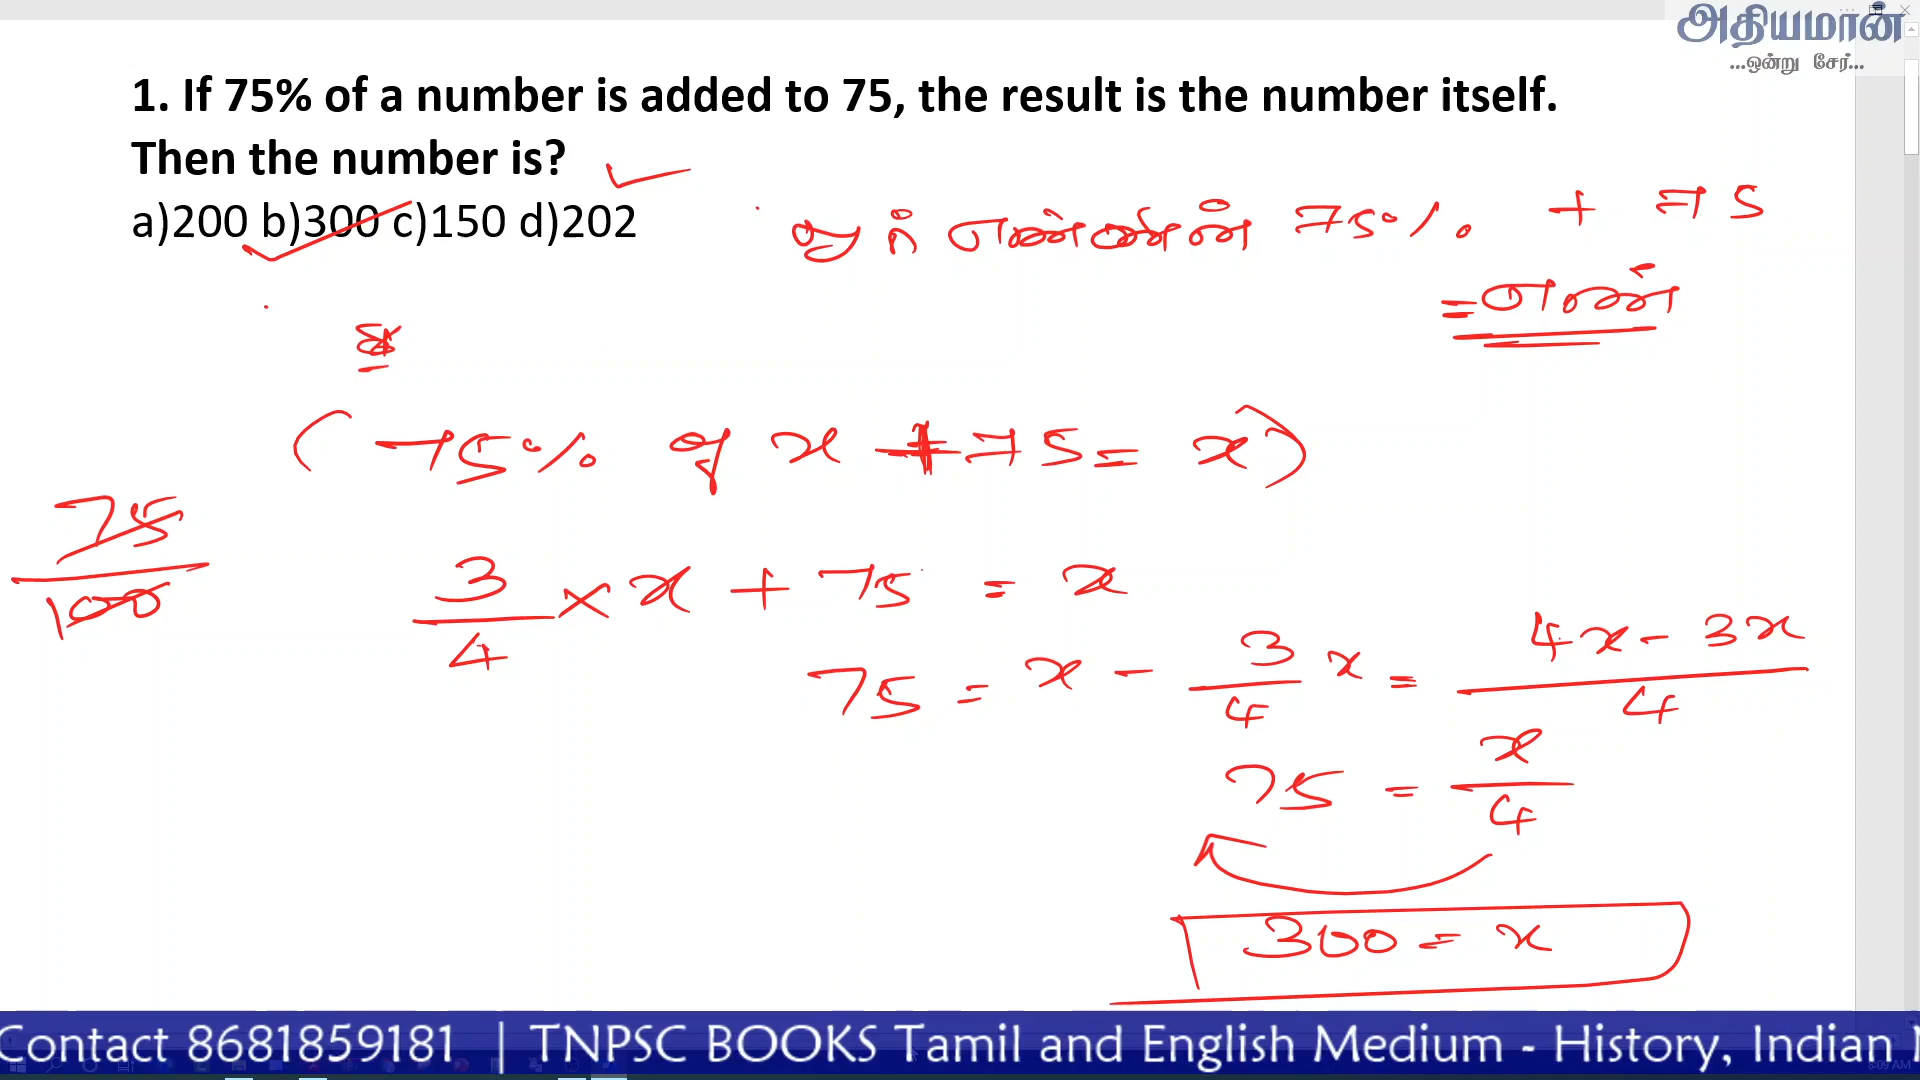 அதியமான்
...ஒன்று சேர்...
1. If 75% of a number is added to 75, the result is the number itself.
Then the number is?
a)200 b)300 c)150 d)202
ஒரு எண்ணின் 75% + 75
= எண்
(75% of x + 75 = x)
75
100
3/4 × x + 75 = x
75 = x - 3/4 x = 4x - 3x / 4
75 = x/4
300 = x
Contact 8681859181 | TNPSC BOOKS Tamil and English Medium - History, Indian
8:09 AM